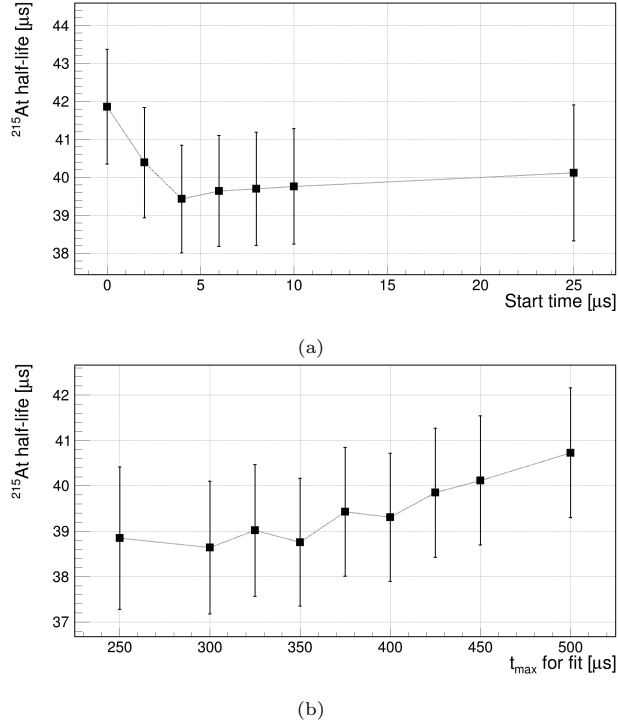 ²¹⁵At half-life [µs]
44
43
42
41
40
39
38
0 5 10 15 20 25
Start time [µs]
(a)
²¹⁵At half-life [µs]
42
41
40
39
38
37
250 300 350 400 450 500
tₘₐₓ for fit [µs]
(b)